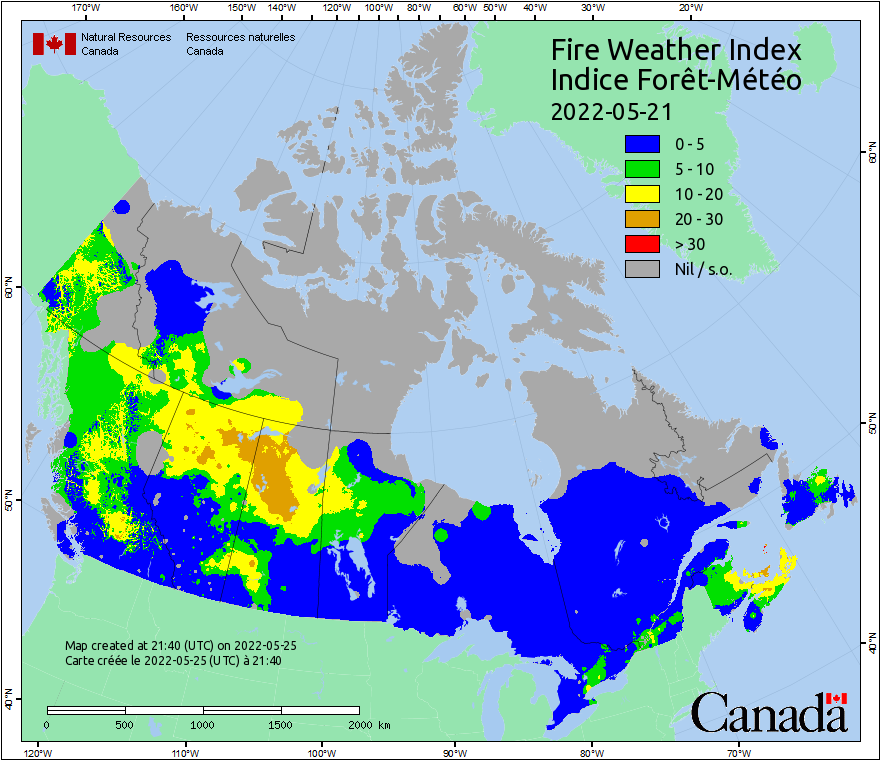 170°W 160°W 150°W 140°W 130°W 120°W 110°W 100°W 90°W 80°W 60°W 50°W 40°W 30°W 20°W
Natural Resources Ressources naturelles
Canada Canada
Fire Weather Index
Indice Forêt-Météo
2022-05-21
0 - 5
5 - 10
10 - 20
20 - 30
> 30
Nil / s.o.
60°N
60°N
50°N
50°N
40°N
40°N
Map created at 21:40 (UTC) on 2022-05-25
Carte créée le 2022-05-25 (UTC) à 21:40
0 500 1000 1500 2000 km
Canada
120°W 110°W 100°W 90°W 80°W 70°W